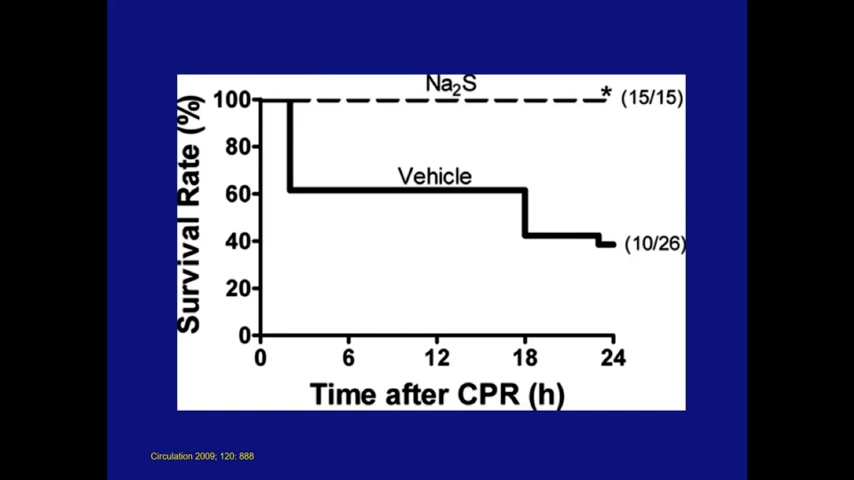 Na₂S
* (15/15)
100
80
Vehicle
60
40
(10/26)
20
0
Survival Rate (%)
0 6 12 18 24
Time after CPR (h)
Circulation 2009; 120: 888